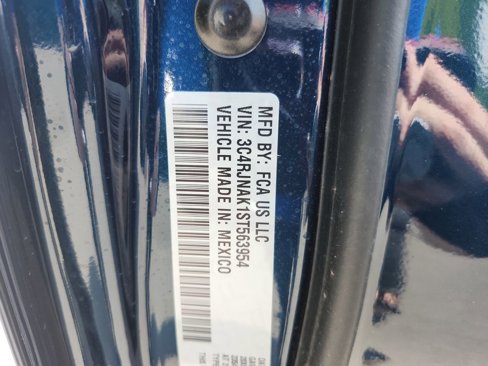 MFD BY: FCA US LLC
VIN: 3C4RJNAK1ST563954
VEHICLE MADE IN: MEXICO